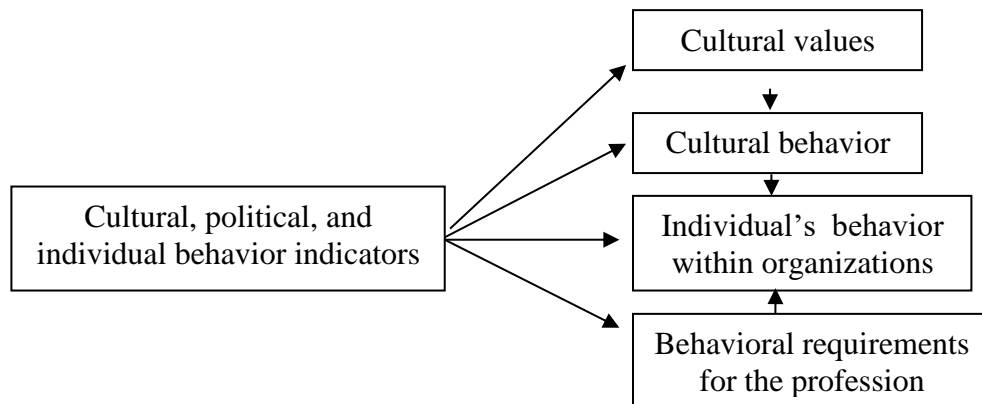 Cultural values
Cultural behavior
Cultural, political, and
individual behavior indicators
Individual’s behavior
within organizations
Behavioral requirements
for the profession